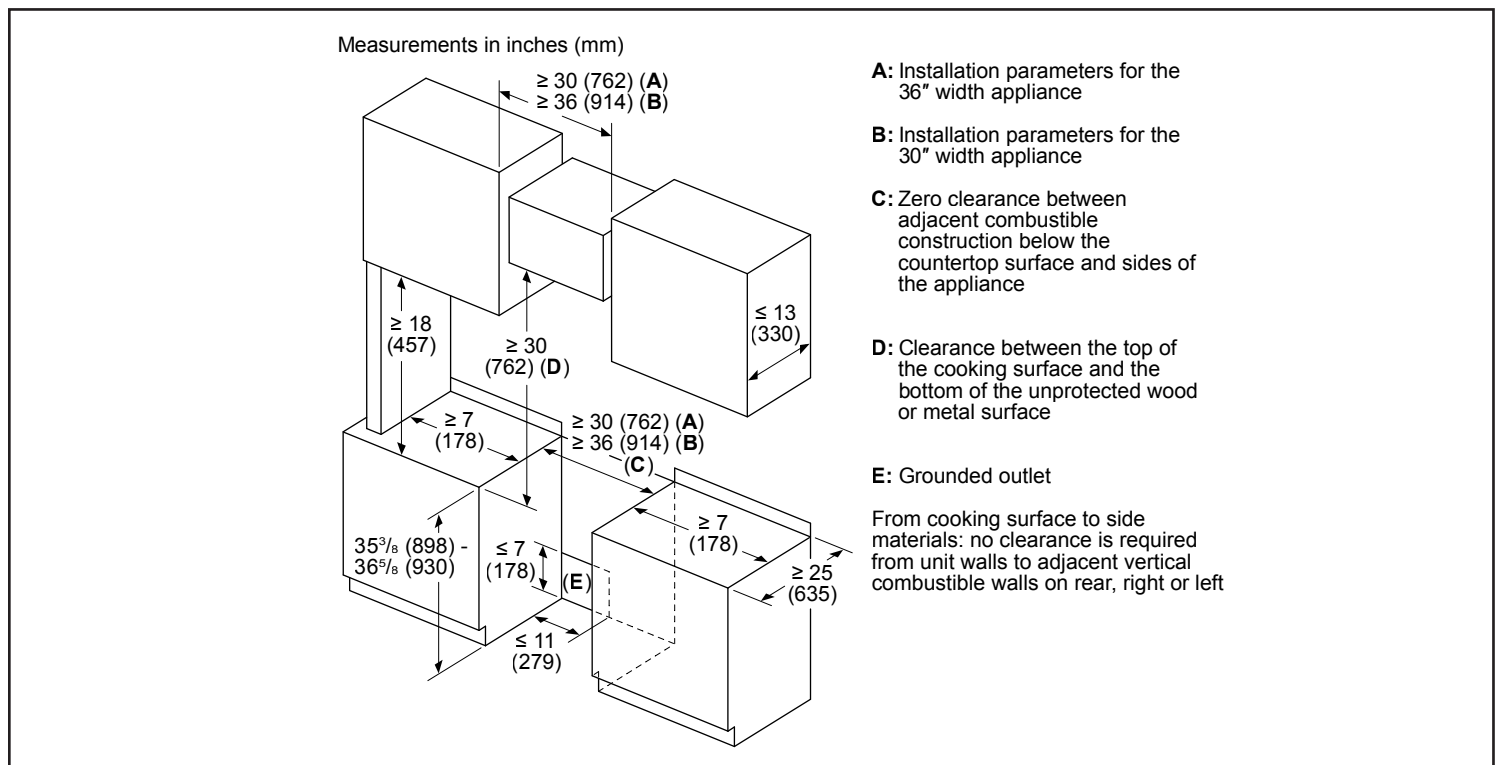 Measurements in inches (mm)
≥ 30 (762) (A)
≥ 36 (914) (B)
≤ 13
(330)
≥ 18
(457)
≥ 30
(762) (D)
≥ 7
(178)
≥ 30 (762) (A)
≥ 36 (914) (B)
(C)
≥ 7
(178)
35³/₈ (898) -
36⁵/₈ (930)
≤ 7
(178)
(E)
≥ 25
(635)
≤ 11
(279)
A: Installation parameters for the
36″ width appliance
B: Installation parameters for the
30″ width appliance
C: Zero clearance between
adjacent combustible
construction below the
countertop surface and sides of
the appliance
D: Clearance between the top of
the cooking surface and the
bottom of the unprotected wood
or metal surface
E: Grounded outlet
From cooking surface to side
materials: no clearance is required
from unit walls to adjacent vertical
combustible walls on rear, right or left